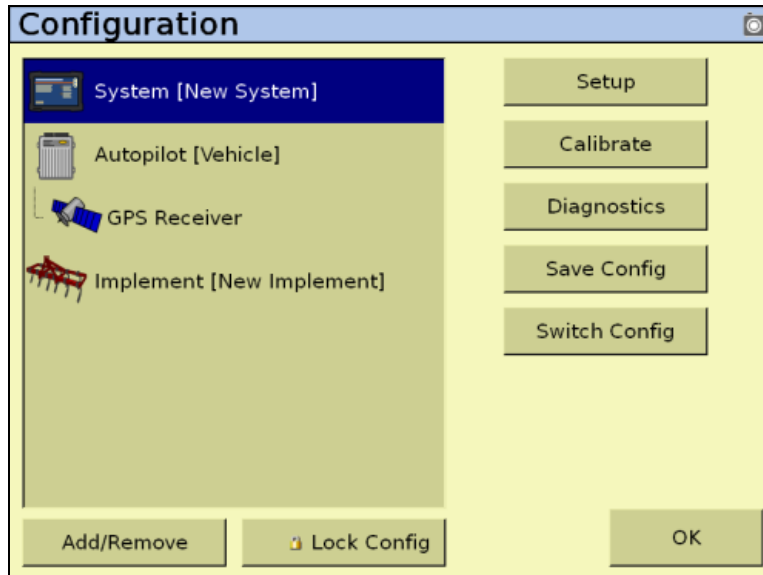 Configuration
System [New System]
Autopilot [Vehicle]
GPS Receiver
Implement [New Implement]
Setup
Calibrate
Diagnostics
Save Config
Switch Config
Add/Remove
Lock Config
OK